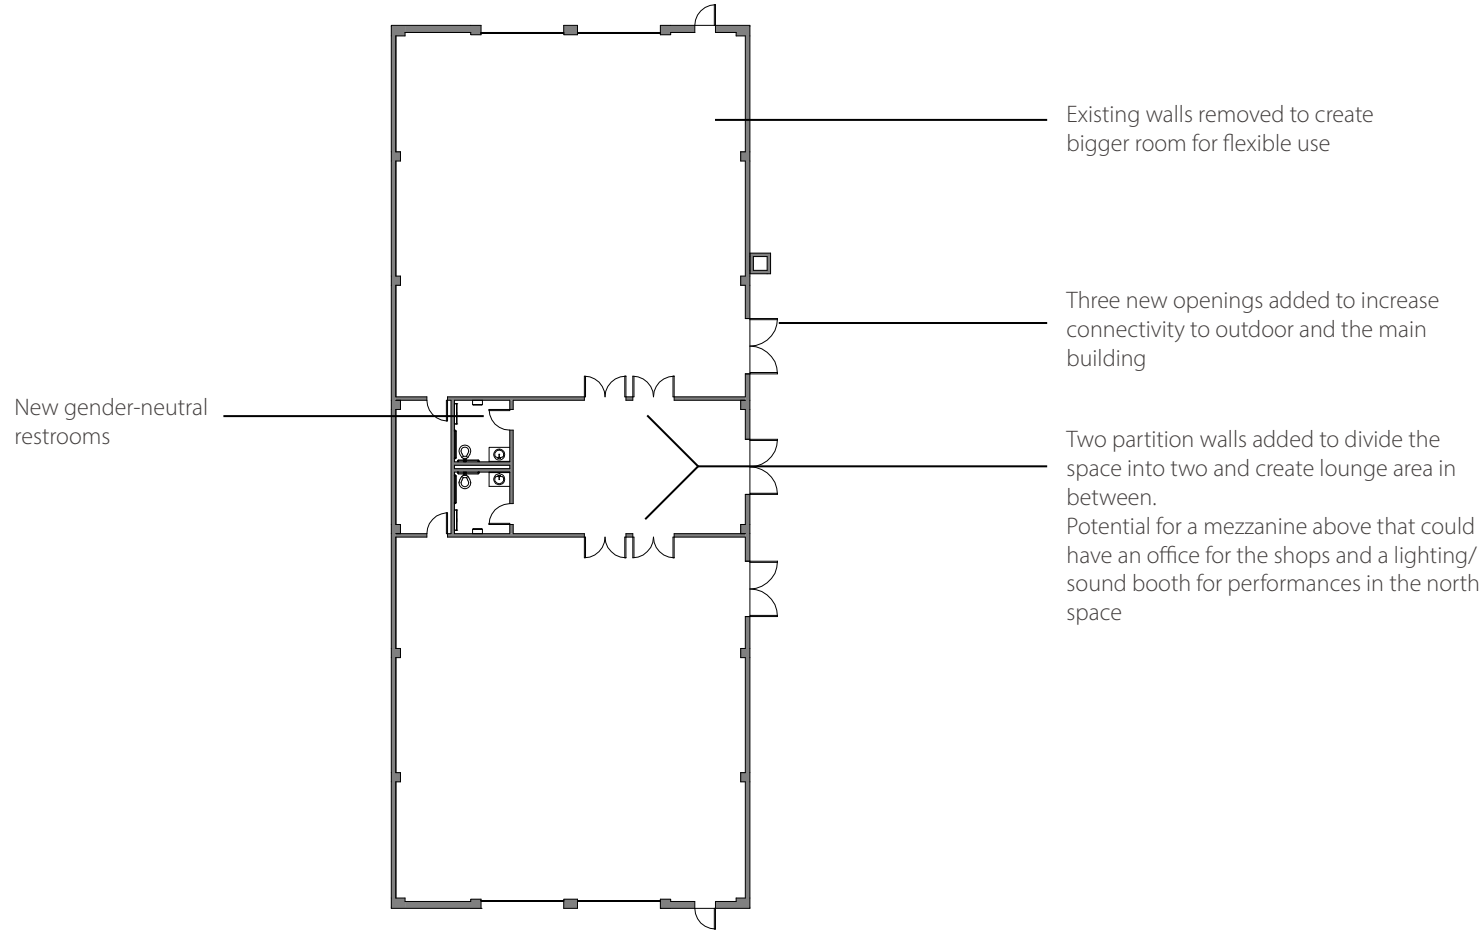 Existing walls removed to create
bigger room for flexible use
Three new openings added to increase
connectivity to outdoor and the main
building
New gender-neutral
restrooms
Two partition walls added to divide the
space into two and create lounge area in
between.
Potential for a mezzanine above that could
have an office for the shops and a lighting/
sound booth for performances in the north
space